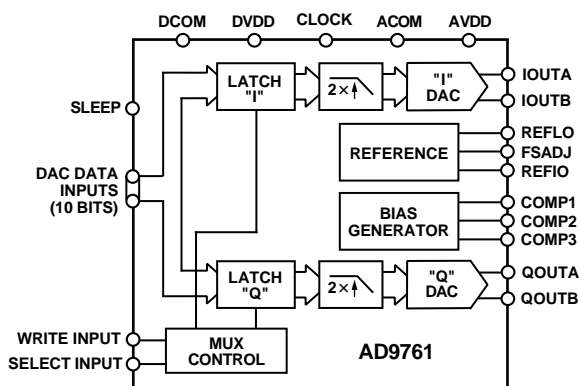 DCOM DVDD CLOCK ACOM AVDD
SLEEP
DAC DATA
INPUTS
(10 BITS)
WRITE INPUT
SELECT INPUT
LATCH
"I"
2×
"I"
DAC
IOUTA
IOUTB
REFERENCE
REFLO
FSADJ
REFIO
BIAS
GENERATOR
COMP1
COMP2
COMP3
LATCH
"Q"
2×
"Q"
DAC
QOUTA
QOUTB
MUX
CONTROL
AD9761